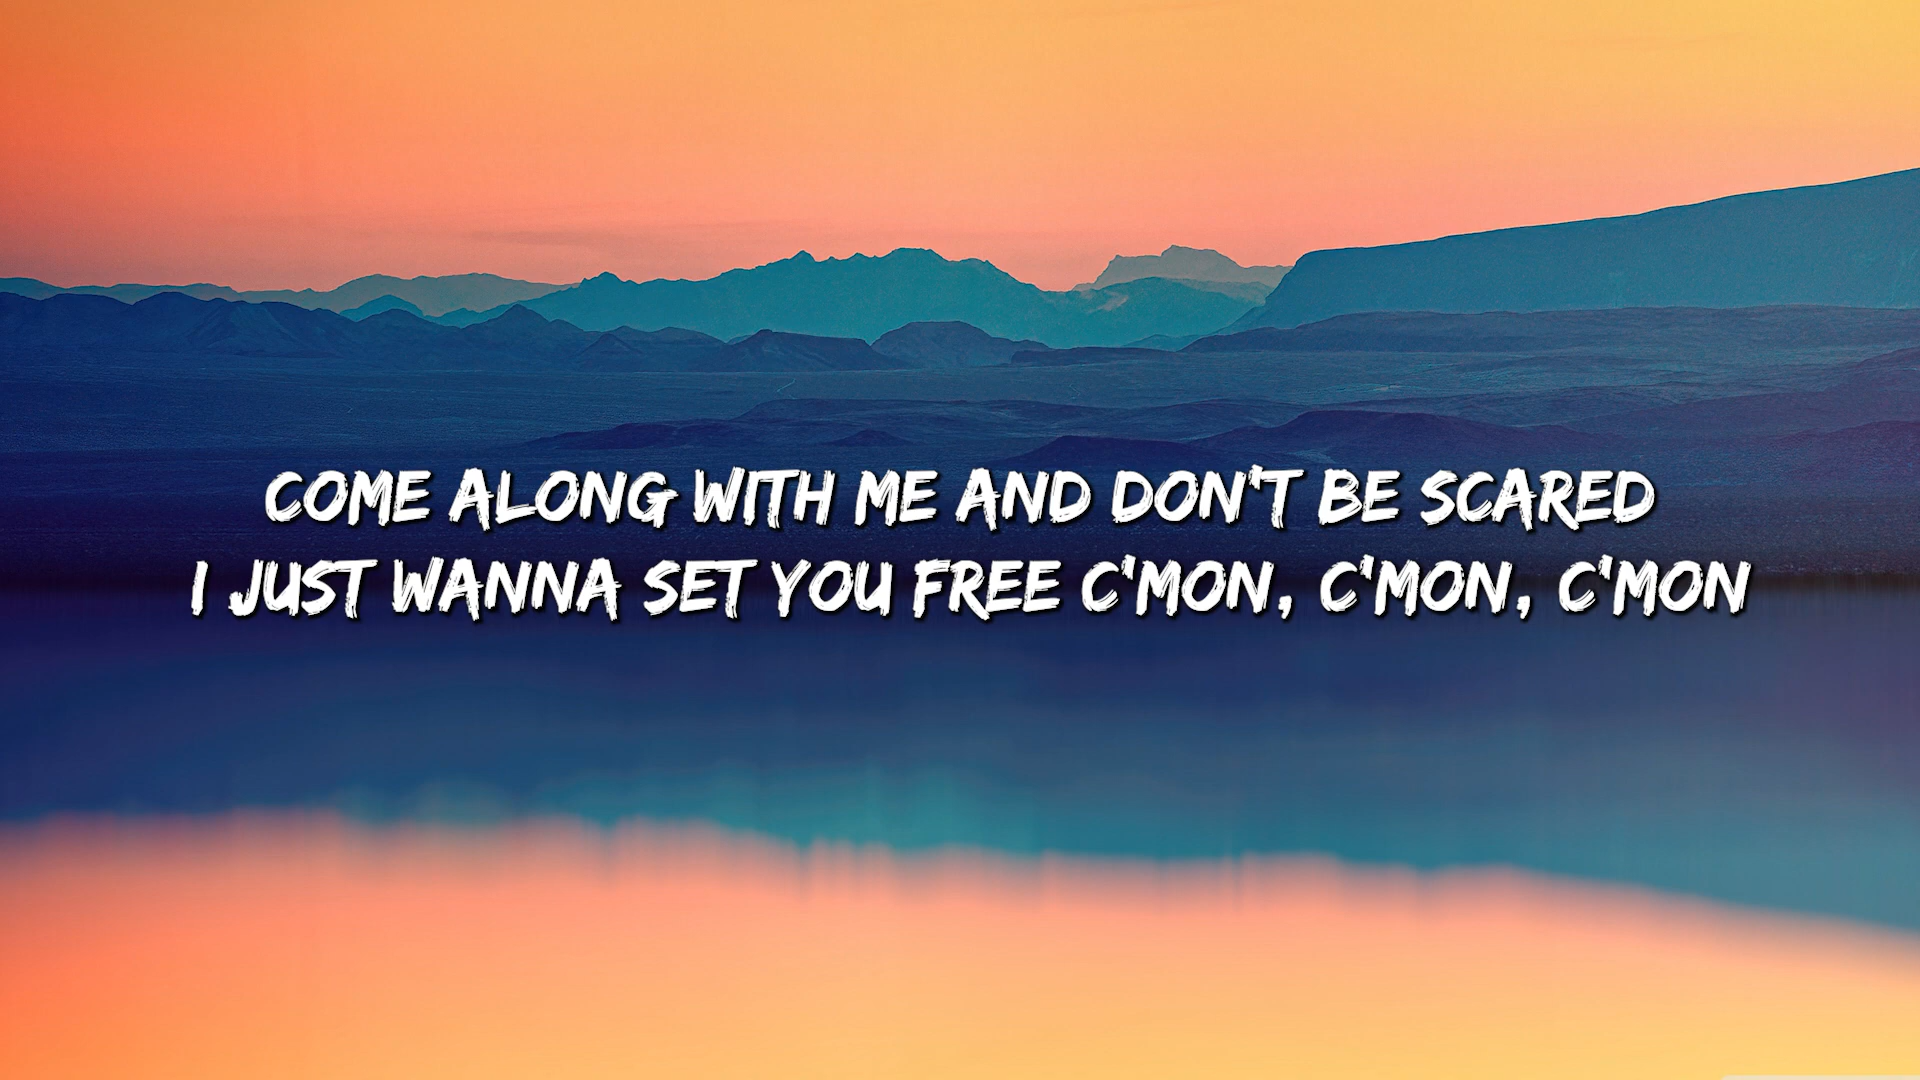 COME ALONG WITH ME AND DON'T BE SCARED
I JUST WANNA SET YOU FREE C'MON, C'MON, C'MON